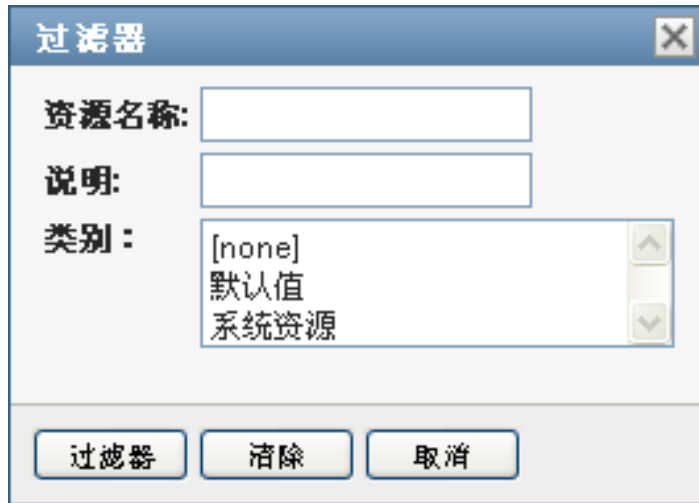 过滤器
资源名称:
说明:
类别：
[none]
默认值
系统资源
过滤器 清除 取消